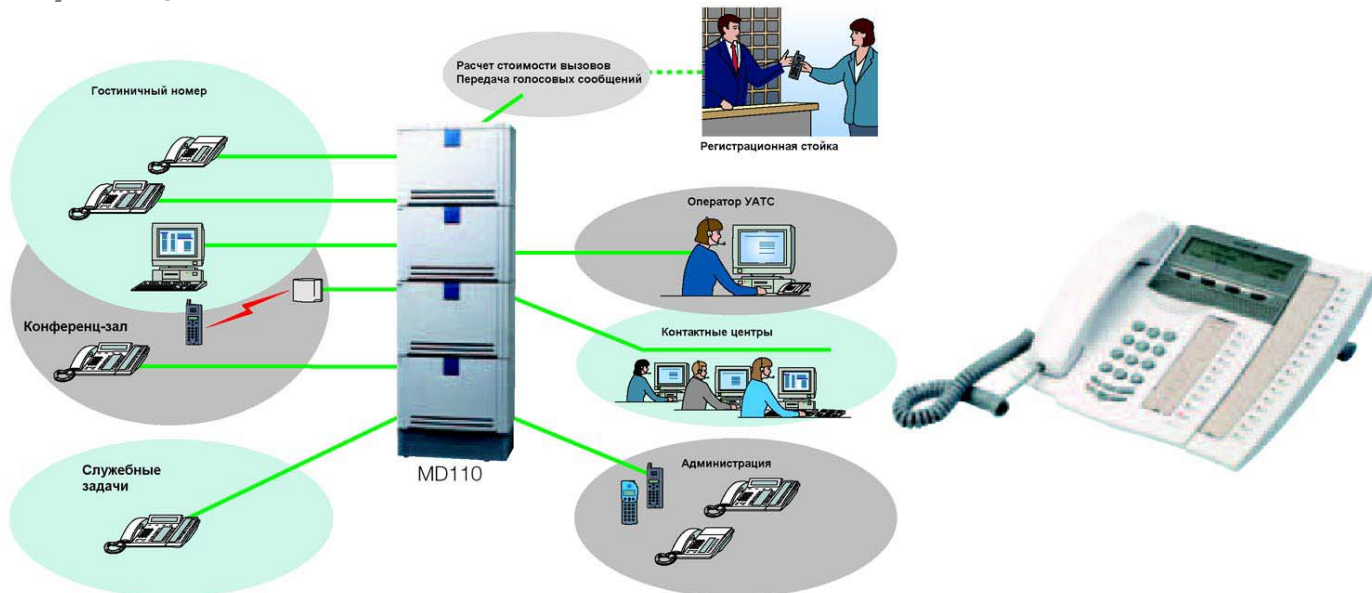 Расчет стоимости вызовов
Передача голосовых сообщений
Гостиничный номер
Регистрационная стойка
Оператор УАТС
Конференц-зал
Контактные центры
Служебные
задачи
MD110
Администрация